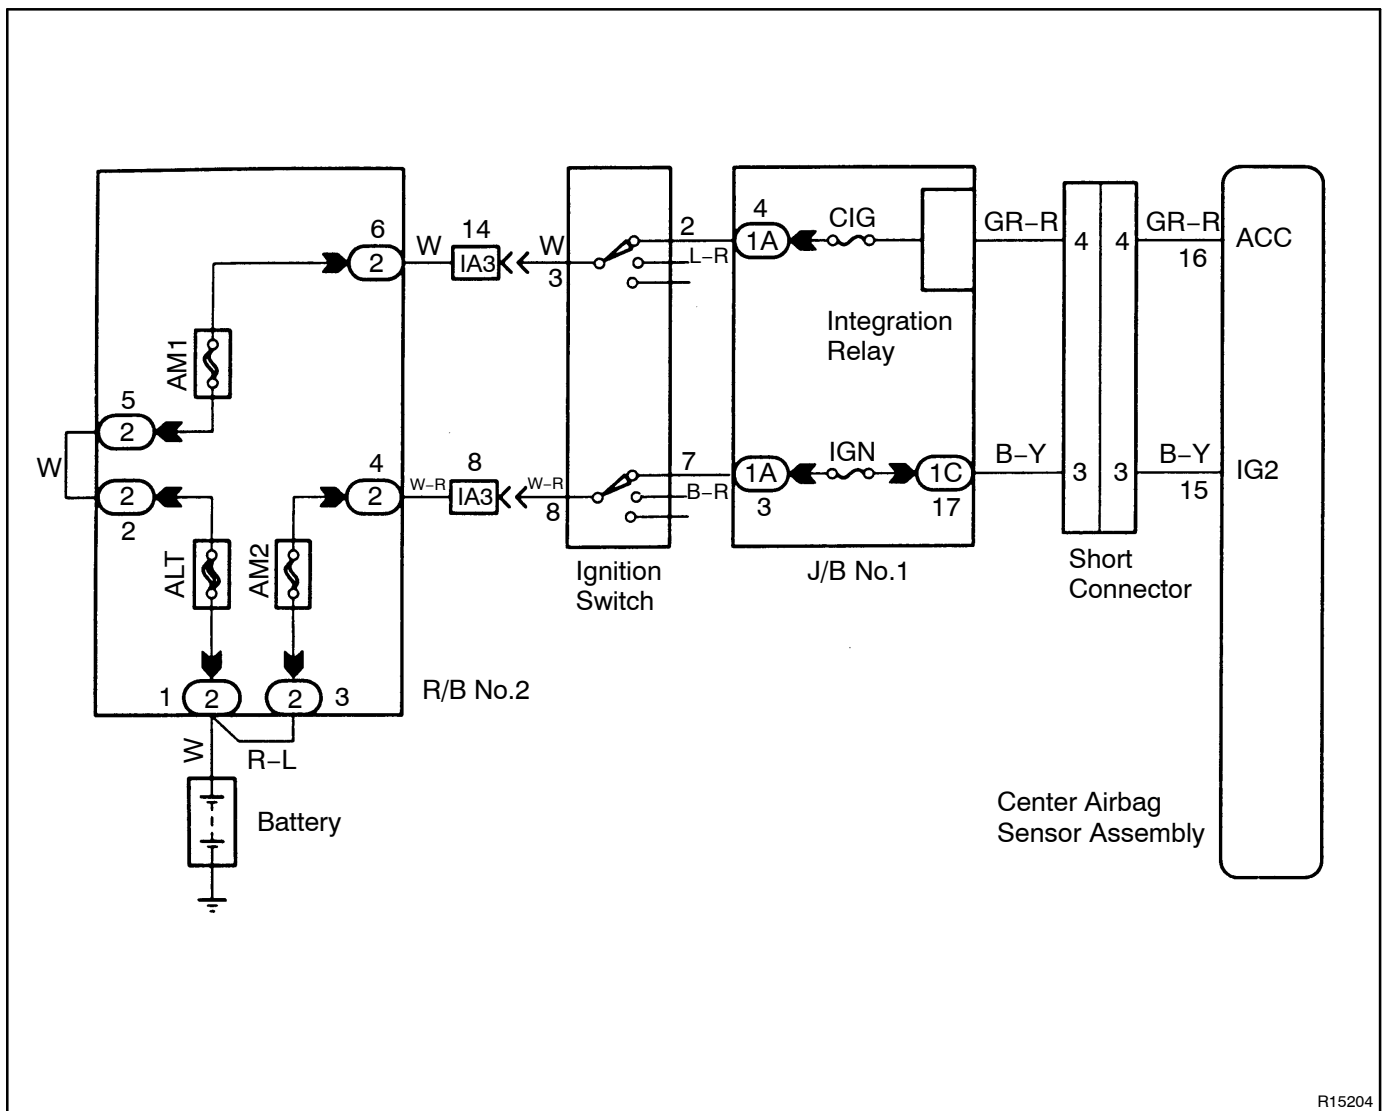 6
W
14
W
2
4
CIG
GR-R
GR-R
2
IA3
3
L-R
1A
4
4
16
ACC
Integration
Relay
AM1
5
2
W
4
W-R
8
W-R
7
IGN
B-Y
B-Y
2
2
IA3
8
B-R
1A
1C
3
3
IG2
2
3
17
15
ALT
AM2
Ignition
Switch
J/B No.1
Short
Connector
1
2
2
3
R/B No.2
W
R-L
Battery
Center Airbag
Sensor Assembly
R15204